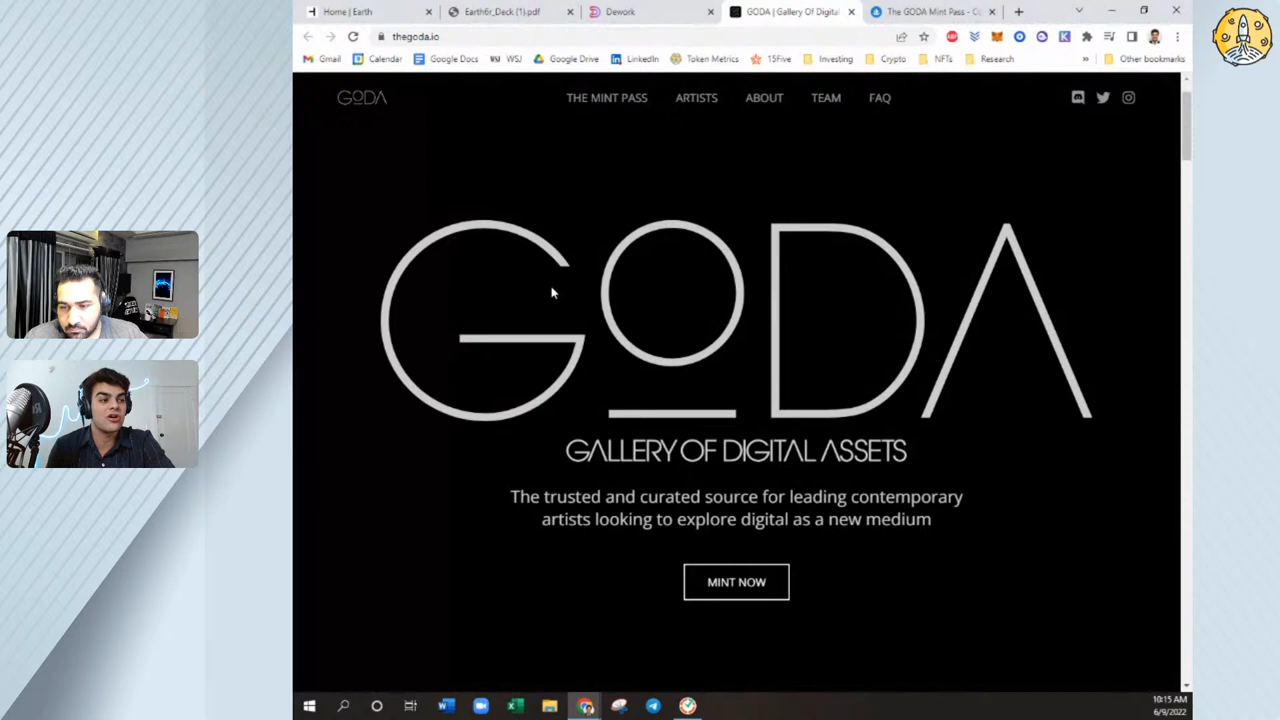 Home | Earth
Earth6r_Deck (1).pdf
Dework
GODA | Gallery Of Digital
The GODA Mint Pass - Co
thegoda.io
Gmail
Calendar
Google Docs
WSJ
Google Drive
LinkedIn
Token Metrics
15Five
Investing
Crypto
NFTs
Research
Other bookmarks
GODA
THE MINT PASS
ARTISTS
ABOUT
TEAM
FAQ
GODA
GALLERY OF DIGITAL ASSETS
The trusted and curated source for leading contemporary
artists looking to explore digital as a new medium
MINT NOW
10:15 AM
6/9/2022